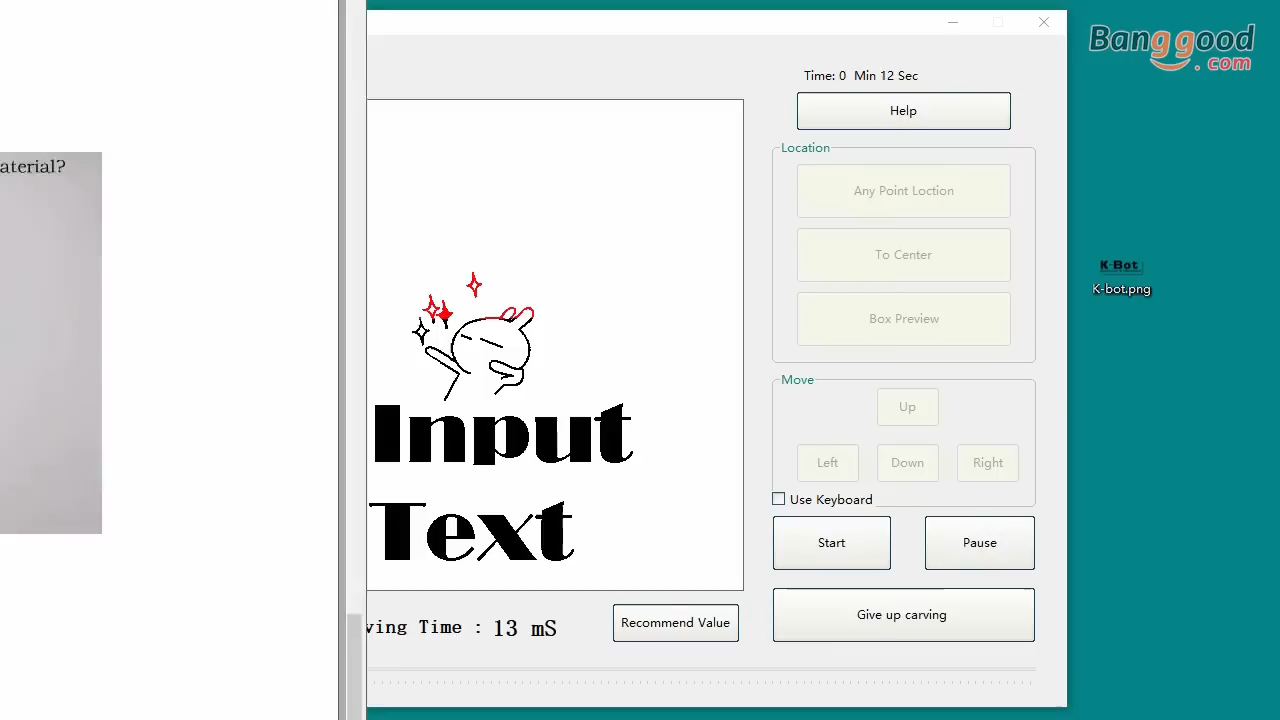 Banggood
.com
Time: 0 Min 12 Sec
Help
aterial?
Location
Any Point Loction
To Center
K-Bot
K-bot.png
Box Preview
Move
Up
Input
Left Down Right
Use Keyboard
Text
Start Pause
ving Time : 13 mS
Recommend Value
Give up carving